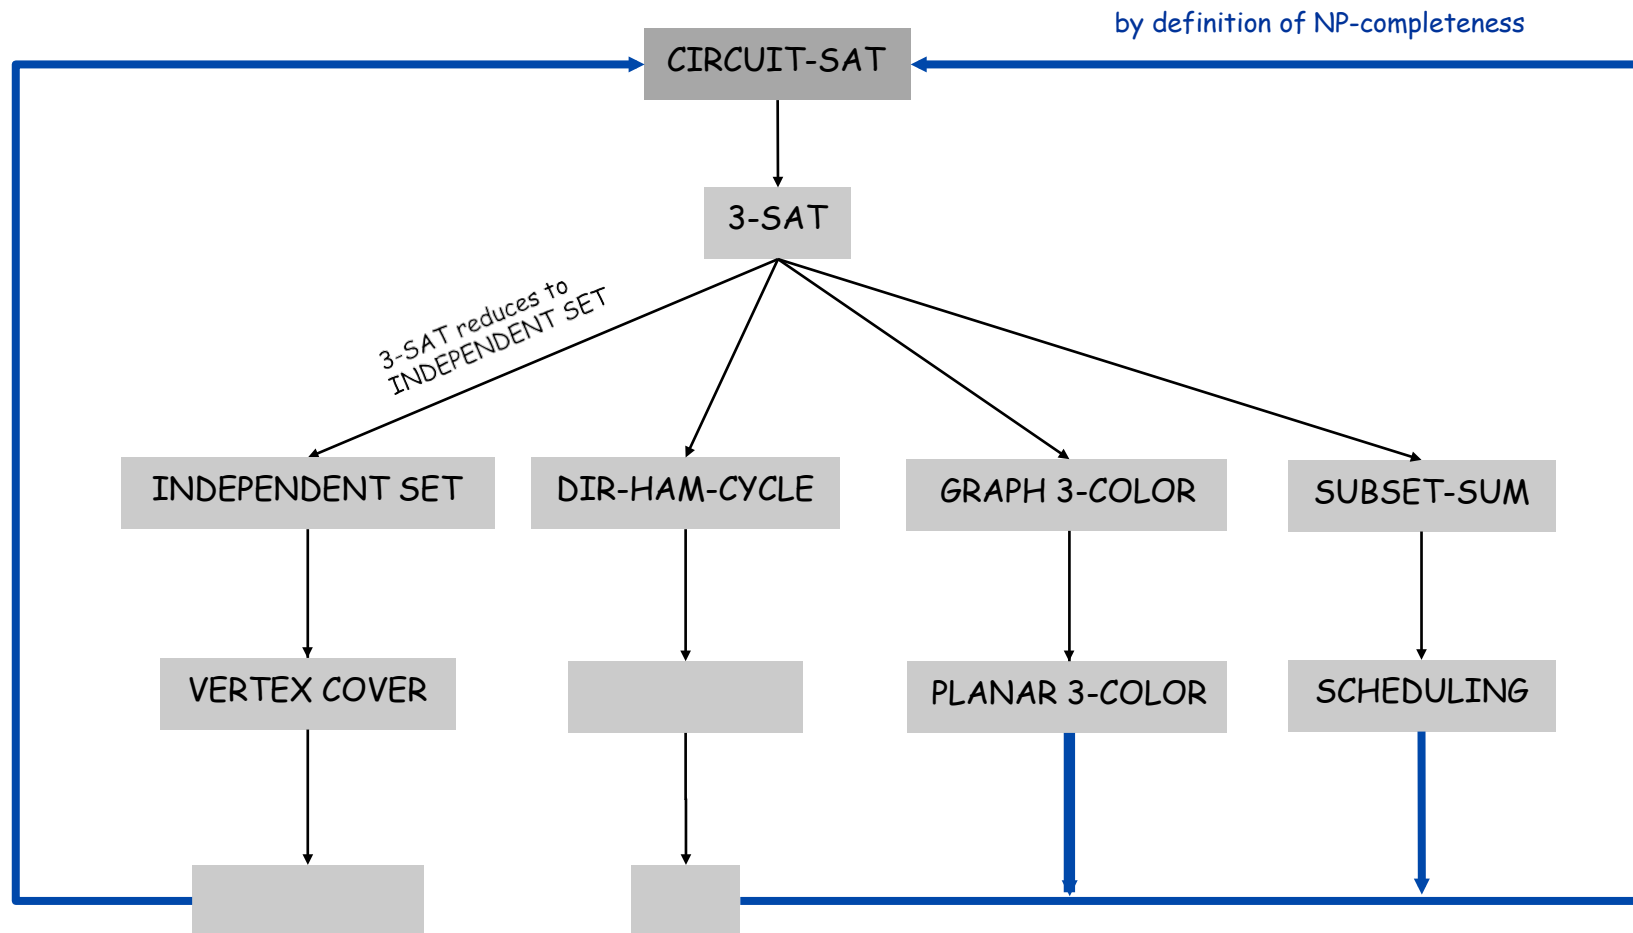 by definition of NP-completeness
CIRCUIT-SAT
3-SAT
3-SAT reduces to
INDEPENDENT SET
INDEPENDENT SET
DIR-HAM-CYCLE
GRAPH 3-COLOR
SUBSET-SUM
VERTEX COVER
PLANAR 3-COLOR
SCHEDULING